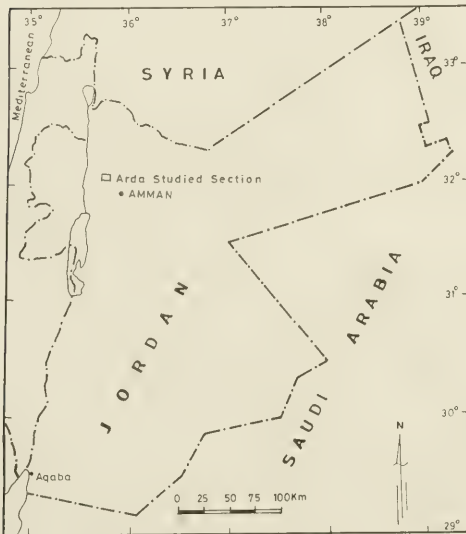 35° 36° 37° 38° 39°
Mediterranean
SYRIA
IRAQ
33°
Arda Studied Section
AMMAN
32°
ARABIA
31°
JORDAN
SAUDI
30°
N
Aqaba
0 25 50 75 100Km
29°